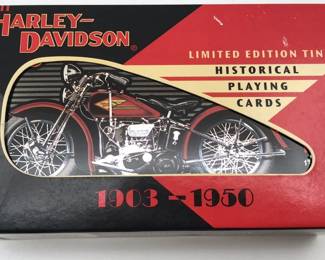 HARLEY-
DAVIDSON®
LIMITED EDITION TIN
HISTORICAL
PLAYING
CARDS
1903-1950